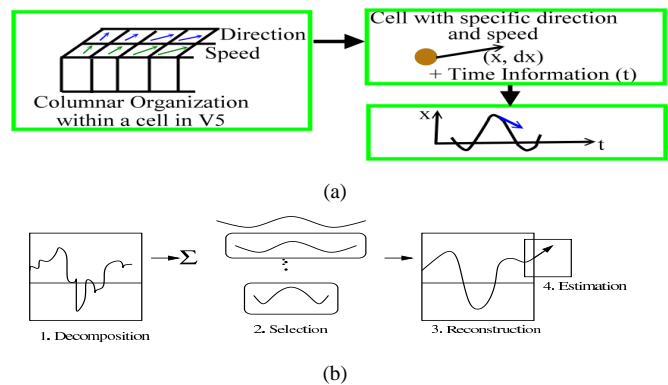 Direction
Speed
Columnar Organization
within a cell in V5
Cell with specific direction
and speed
(x, dx)
+ Time Information (t)
x
t
(a)
Σ
1. Decomposition
2. Selection
3. Reconstruction
4. Estimation
(b)